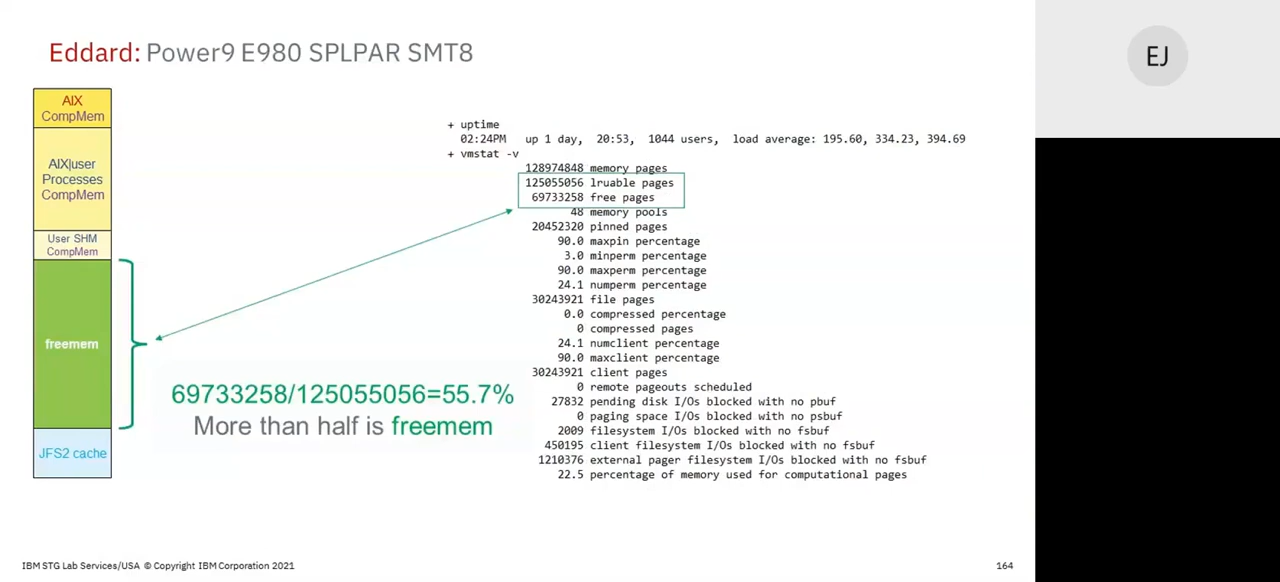 Eddard: Power9 E980 SPLPAR SMT8
EJ
AIX
CompMem
AIX|user
Processes
CompMem
User SHM
CompMem
freemem
JFS2 cache
69733258/125055056=55.7%
More than half is freemem
+ uptime
02:24PM up 1 day, 20:53, 1044 users, load average: 195.60, 334.23, 394.69
+ vmstat -v
128974848 memory pages
125055056 lruable pages
69733258 free pages
48 memory pools
20452320 pinned pages
90.0 maxpin percentage
3.0 minperm percentage
90.0 maxperm percentage
24.1 numperm percentage
30243921 file pages
0.0 compressed percentage
0 compressed pages
24.1 numclient percentage
90.0 maxclient percentage
30243921 client pages
0 remote pageouts scheduled
27832 pending disk I/Os blocked with no pbuf
0 paging space I/Os blocked with no psbuf
2009 filesystem I/Os blocked with no fsbuf
450195 client filesystem I/Os blocked with no fsbuf
1210376 external pager filesystem I/Os blocked with no fsbuf
22.5 percentage of memory used for computational pages
IBM STG Lab Services/USA © Copyright IBM Corporation 2021
164